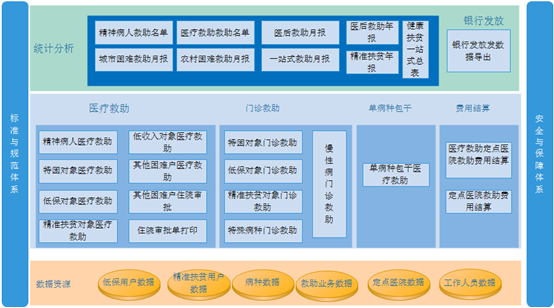 标准与规范体系
统计分析
精神病人救助名单
医疗救助救助名单
医后救助月报
医后救助年报
健康扶贫一站式总表
城市困难救助月报
农村困难救助月报
一站式救助月报
精准扶贫年报
银行发放
银行发放发数据导出
医疗救助
精神病人医疗救助
低收入对象医疗救助
特困对象医疗救助
其他困难户医疗救助
低保对象医疗救助
其他困难户住院审批
精准扶贫对象医疗救助
住院审批单打印
门诊救助
特困对象门诊救助
低保对象门诊救助
精准扶贫对象门诊救助
特殊病种门诊救助
慢性病门诊救助
单病种包干
单病种包干医疗救助
费用结算
医疗救助定点医院救助费用结算
定点医院救助费用结算
数据资源
低保用户数据
精准扶贫用户数据
病种数据
救助业务数据
定点医院数据
工作人员数据
安全与保障体系